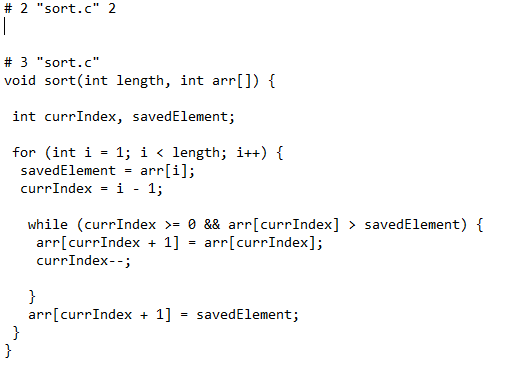 # 2 "sort.c" 2
# 3 "sort.c"
void sort(int length, int arr[]) {
int currIndex, savedElement;
for (int i = 1; i < length; i++) {
savedElement = arr[i];
currIndex = i - 1;
while (currIndex >= 0 && arr[currIndex] > savedElement) {
arr[currIndex + 1] = arr[currIndex];
currIndex--;
}
arr[currIndex + 1] = savedElement;
}
}